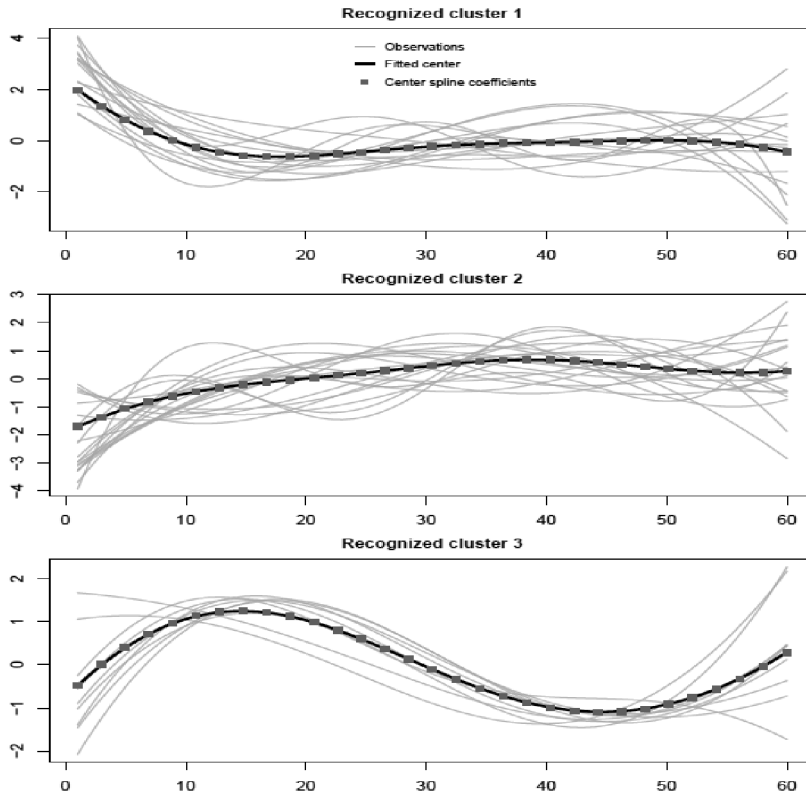 Recognized cluster 1
4
2
0
-2
Observations
Fitted center
Center spline coefficients
0 10 20 30 40 50 60
Recognized cluster 2
3
2
1
0
-1
-2
-3
-4
0 10 20 30 40 50 60
Recognized cluster 3
2
1
0
-1
-2
0 10 20 30 40 50 60